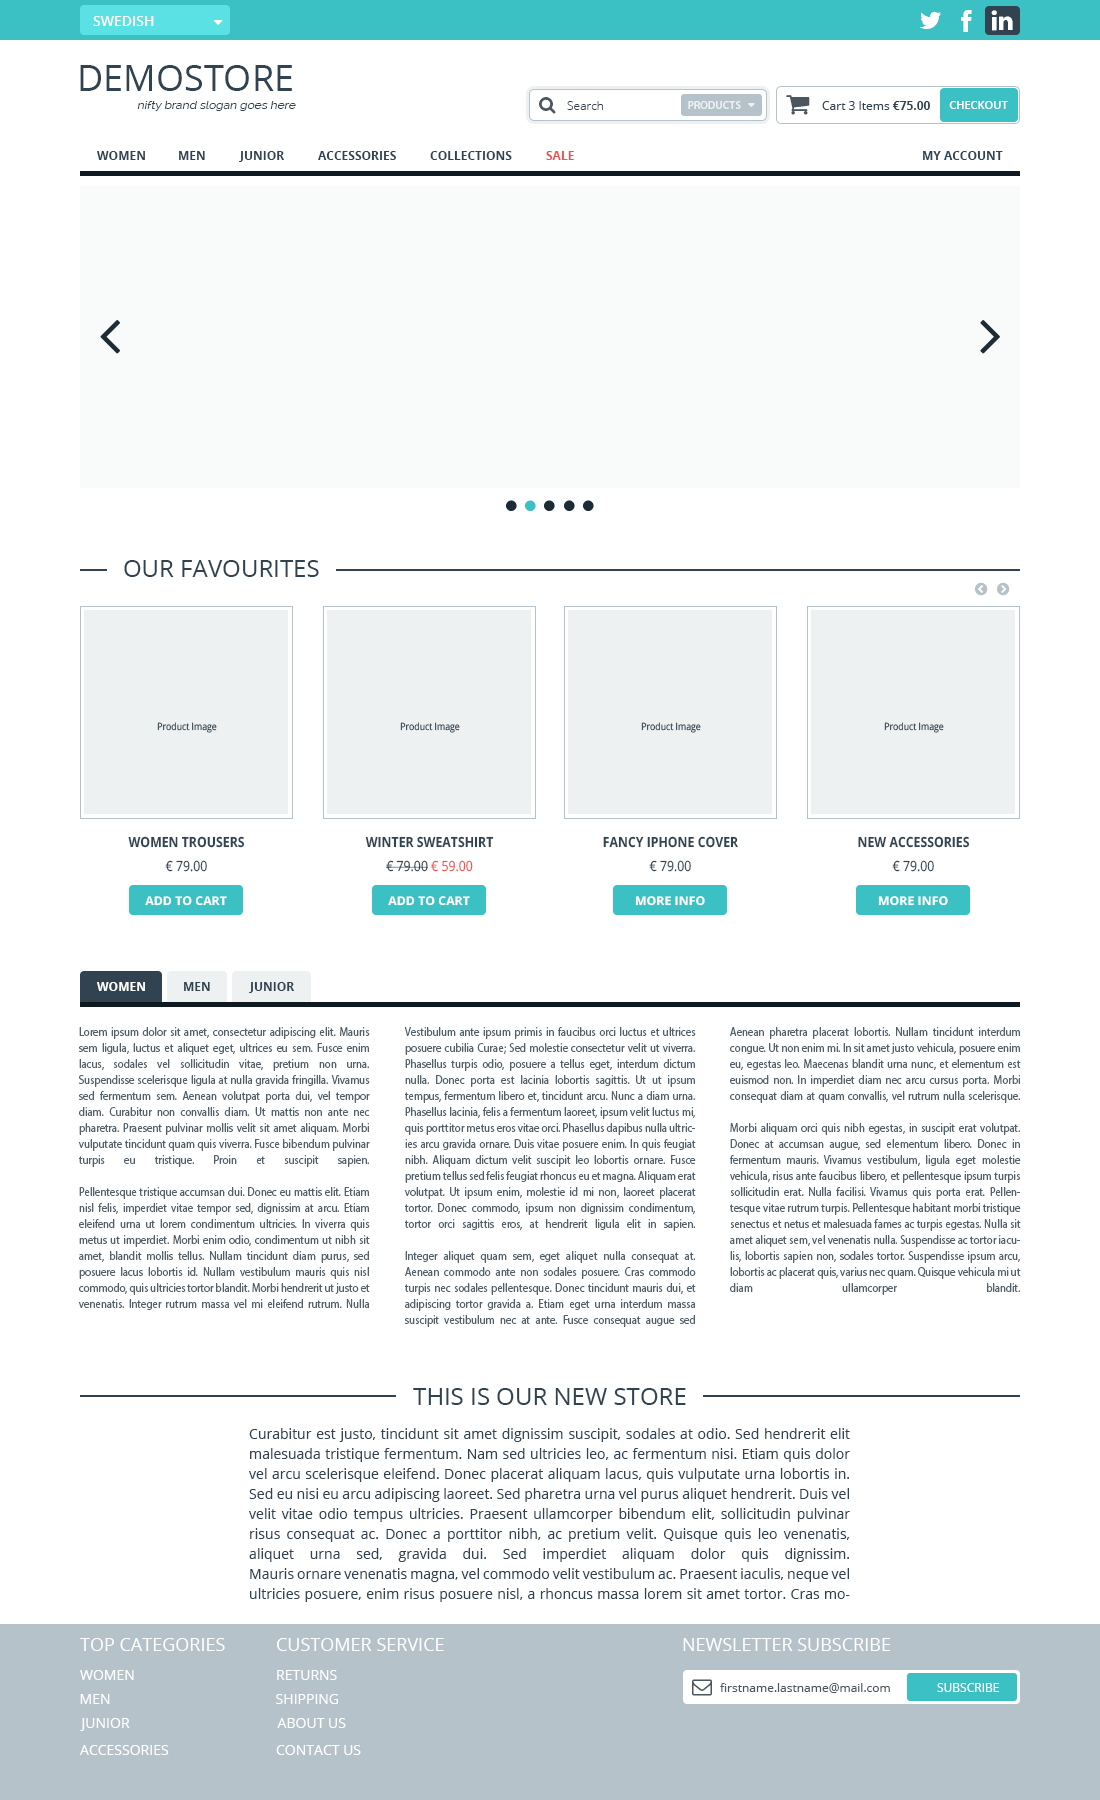 SWEDISH
in
DEMOSTORE
nifty brand slogan goes here
Search PRODUCTS
Cart 3 Items €75.00 CHECKOUT
WOMEN MEN JUNIOR ACCESSORIES COLLECTIONS SALE MY ACCOUNT
OUR FAVOURITES
Product Image Product Image Product Image Product Image
WOMEN TROUSERS WINTER SWEATSHIRT FANCY IPHONE COVER NEW ACCESSORIES
€ 79.00 € 79.00 € 59.00 € 79.00 € 79.00
ADD TO CART ADD TO CART MORE INFO MORE INFO
WOMEN MEN JUNIOR
Lorem ipsum dolor sit amet, consectetur adipiscing elit. Mauris
sem ligula, luctus et aliquet eget, ultrices eu sem. Fusce enim
lacus, sodales vel sollicitudin vitae, pretium non urna.
Suspendisse scelerisque ligula at nulla gravida fringilla. Vivamus
sed fermentum sem. Aenean volutpat porta dui, vel tempor
diam. Curabitur non convallis diam. Ut mattis non ante nec
pharetra. Praesent pulvinar mollis velit sit amet aliquam. Morbi
vulputate tincidunt quam quis viverra. Fusce bibendum pulvinar
turpis eu tristique. Proin et suscipit sapien.
Pellentesque tristique accumsan dui. Donec eu mattis elit. Etiam
nisl felis, imperdiet vitae tempor sed, dignissim at arcu. Etiam
eleifend urna ut lorem condimentum ultricies. In viverra quis
metus ut imperdiet. Morbi enim odio, condimentum ut nibh sit
amet, blandit mollis tellus. Nullam tincidunt diam purus, sed
posuere lacus lobortis id. Nullam vestibulum mauris quis nisl
commodo, quis ultricies tortor blandit. Morbi hendrerit ut justo et
venenatis. Integer rutrum massa vel mi eleifend rutrum. Nulla
Vestibulum ante ipsum primis in faucibus orci luctus et ultrices
posuere cubilia Curae; Sed molestie consectetur velit ut viverra.
Phasellus turpis odio, posuere a tellus eget, interdum dictum
nulla. Donec porta est lacinia lobortis sagittis. Ut ut ipsum
tempus, fermentum libero et, tincidunt arcu. Nunc a diam urna.
Phasellus lacinia, felis a fermentum laoreet, ipsum velit luctus mi,
quis porttitor metus eros vitae orci. Phasellus dapibus nulla ultric-
ies arcu gravida ornare. Duis vitae posuere enim. In quis feugiat
nibh. Aliquam dictum velit suscipit leo lobortis ornare. Fusce
pretium tellus sed felis feugiat rhoncus eu et magna. Aliquam erat
volutpat. Ut ipsum enim, molestie id mi non, laoreet placerat
tortor. Donec commodo, ipsum non dignissim condimentum,
tortor orci sagittis eros, at hendrerit ligula elit in sapien.
Integer aliquet quam sem, eget aliquet nulla consequat at.
Aenean commodo ante non sodales posuere. Cras commodo
turpis nec sodales pellentesque. Donec tincidunt mauris dui, et
adipiscing tortor gravida a. Etiam eget urna interdum massa
suscipit vestibulum nec at ante. Fusce consequat augue sed
Aenean pharetra placerat lobortis. Nullam tincidunt interdum
congue. Ut non enim mi. In sit amet justo vehicula, posuere enim
eu, egestas leo. Maecenas blandit urna nunc, et elementum est
euismod non. In imperdiet diam nec arcu cursus porta. Morbi
consequat diam at quam convallis, vel rutrum nulla scelerisque.
Morbi aliquam orci quis nibh egestas, in suscipit erat volutpat.
Donec at accumsan augue, sed elementum libero. Donec in
fermentum mauris. Vivamus vestibulum, ligula eget molestie
vehicula, risus ante faucibus libero, et pellentesque ipsum turpis
sollicitudin erat. Nulla facilisi. Vivamus quis porta erat. Pellen-
tesque vitae rutrum turpis. Pellentesque habitant morbi tristique
senectus et netus et malesuada fames ac turpis egestas. Nulla sit
amet aliquet sem, vel venenatis nulla. Suspendisse ac tortor iacu-
lis, lobortis sapien non, sodales tortor. Suspendisse ipsum arcu,
lobortis ac placerat quis, varius nec quam. Quisque vehicula mi ut
diam ullamcorper blandit.
THIS IS OUR NEW STORE
Curabitur est justo, tincidunt sit amet dignissim suscipit, sodales at odio. Sed hendrerit elit
malesuada tristique fermentum. Nam sed ultricies leo, ac fermentum nisi. Etiam quis dolor
vel arcu scelerisque eleifend. Donec placerat aliquam lacus, quis vulputate urna lobortis in.
Sed eu nisi eu arcu adipiscing laoreet. Sed pharetra urna vel purus aliquet hendrerit. Duis vel
velit vitae odio tempus ultricies. Praesent ullamcorper bibendum elit, sollicitudin pulvinar
risus consequat ac. Donec a porttitor nibh, ac pretium velit. Quisque quis leo venenatis,
aliquet urna sed, gravida dui. Sed imperdiet aliquam dolor quis dignissim.
Mauris ornare venenatis magna, vel commodo velit vestibulum ac. Praesent iaculis, neque vel
ultricies posuere, enim risus posuere nisl, a rhoncus massa lorem sit amet tortor. Cras mo-
TOP CATEGORIES
WOMEN
MEN
JUNIOR
ACCESSORIES
CUSTOMER SERVICE
RETURNS
SHIPPING
ABOUT US
CONTACT US
NEWSLETTER SUBSCRIBE
firstname.lastname@mail.com SUBSCRIBE